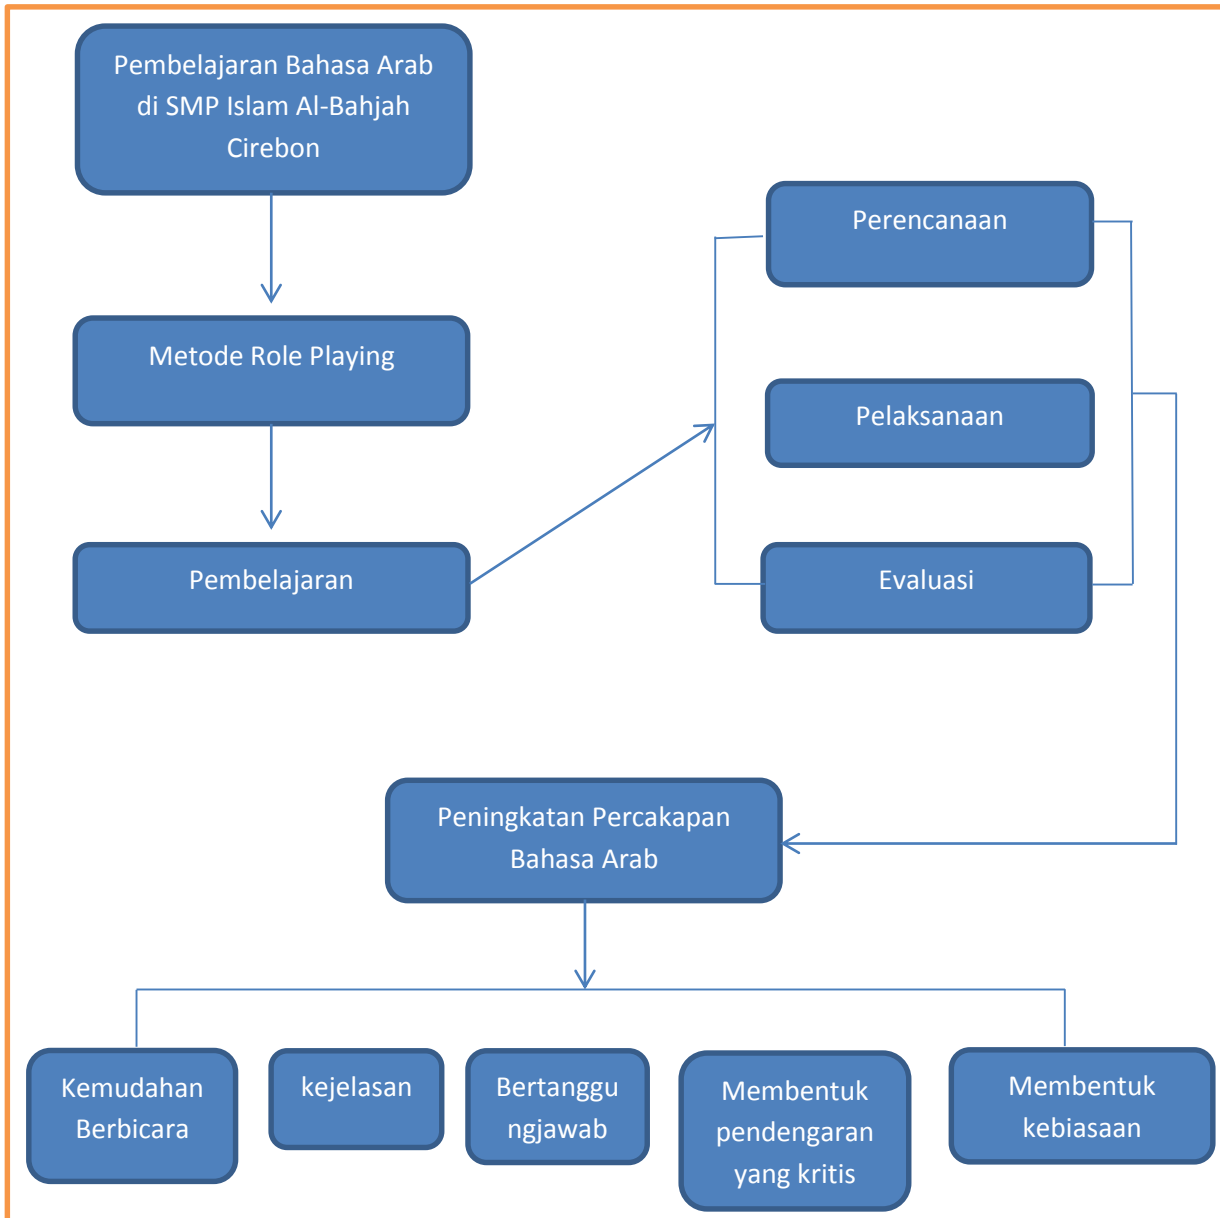 Pembelajaran Bahasa Arab
di SMP Islam Al-Bahjah
Cirebon
Metode Role Playing
Pembelajaran
Perencanaan
Pelaksanaan
Evaluasi
Peningkatan Percakapan
Bahasa Arab
Kemudahan
Berbicara
kejelasan
Bertanggu
ngjawab
Membentuk
pendengaran
yang kritis
Membentuk
kebiasaan